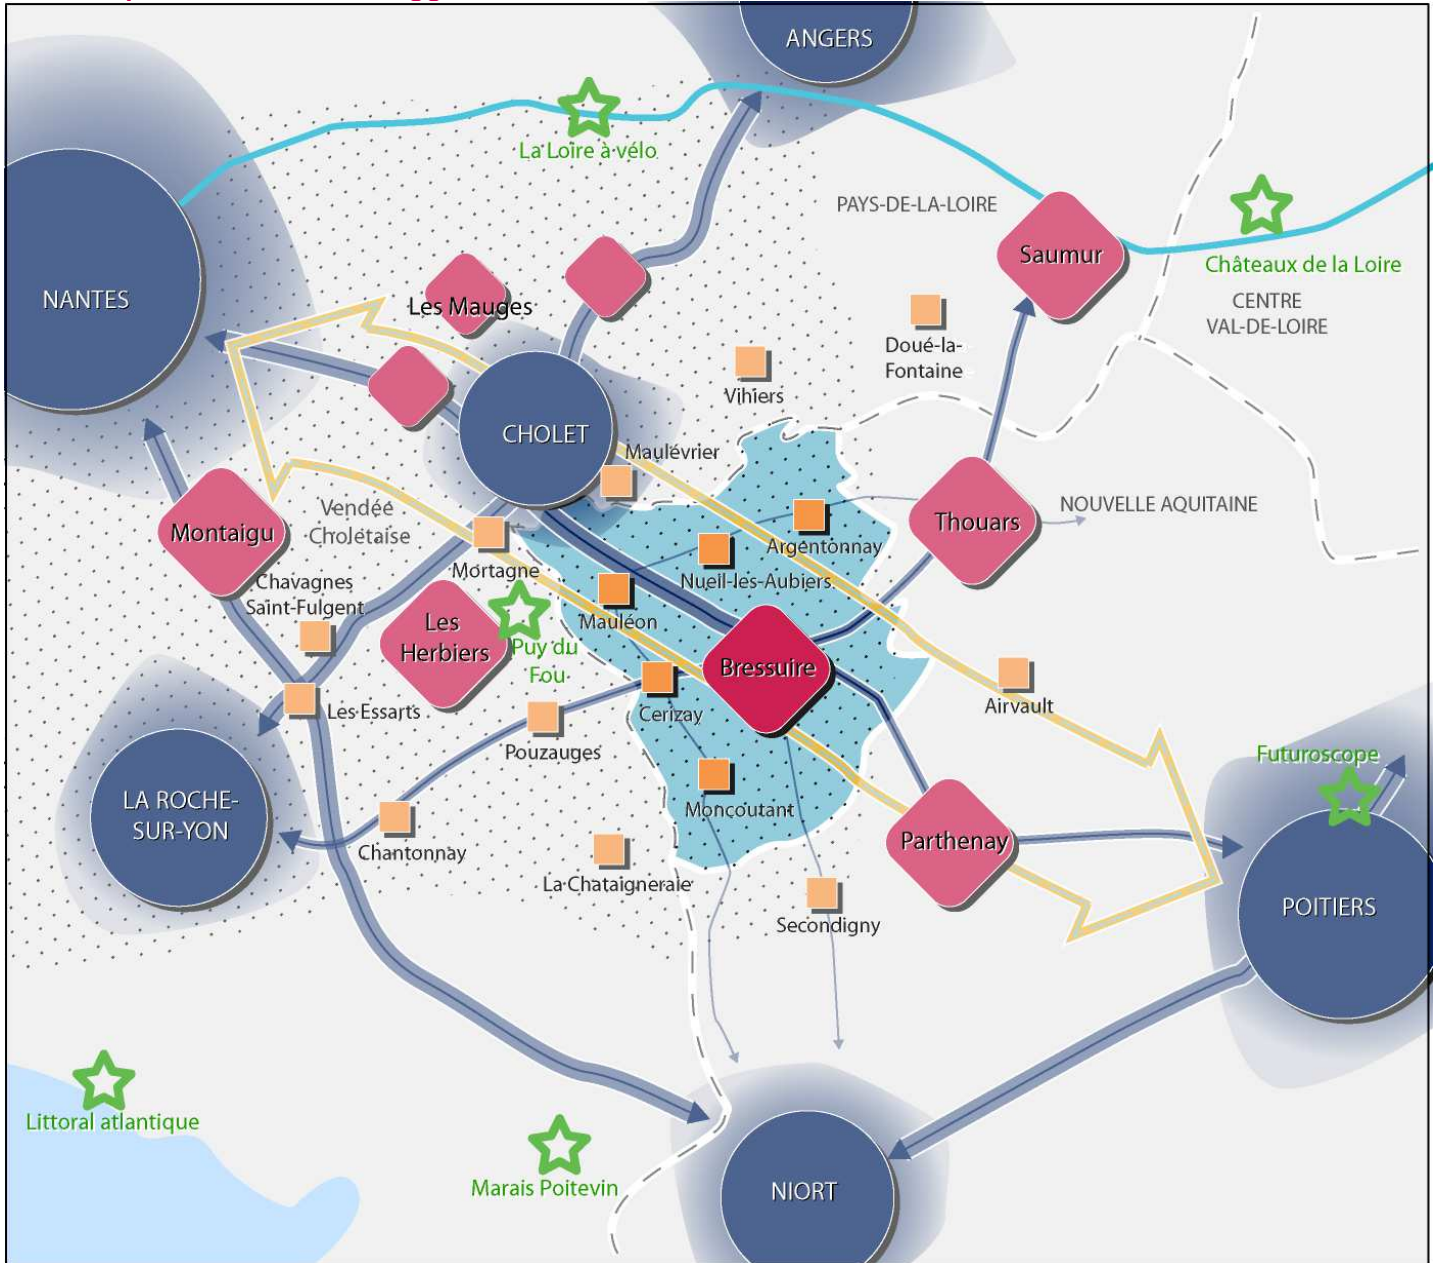 ANGERS
La Loire à vélo
PAYS-DE-LA-LOIRE
Saumur
Châteaux de la Loire
CENTRE
VAL-DE-LOIRE
NANTES
Les Mauges
Doué-la-
Fontaine
Vihiers
CHOLET
Maulévrier
NOUVELLE AQUITAINE
Thouars
Vendée
Choletaise
Montaigu
Argentonnay
Mortagne
Nueil-les-Aubiers
Chavagnes
Saint-Fulgent
Mauléon
Les
Herbiers
Puy du
Fou
Bressuire
Les Essarts
Cerizay
Airvault
Pouzauges
Futuroscope
LA ROCHE-
SUR-YON
Moncoutant
Chantonnay
Parthenay
La Chataigneraie
POITIERS
Secondigny
Littoral atlantique
Marais Poitevin
NIORT